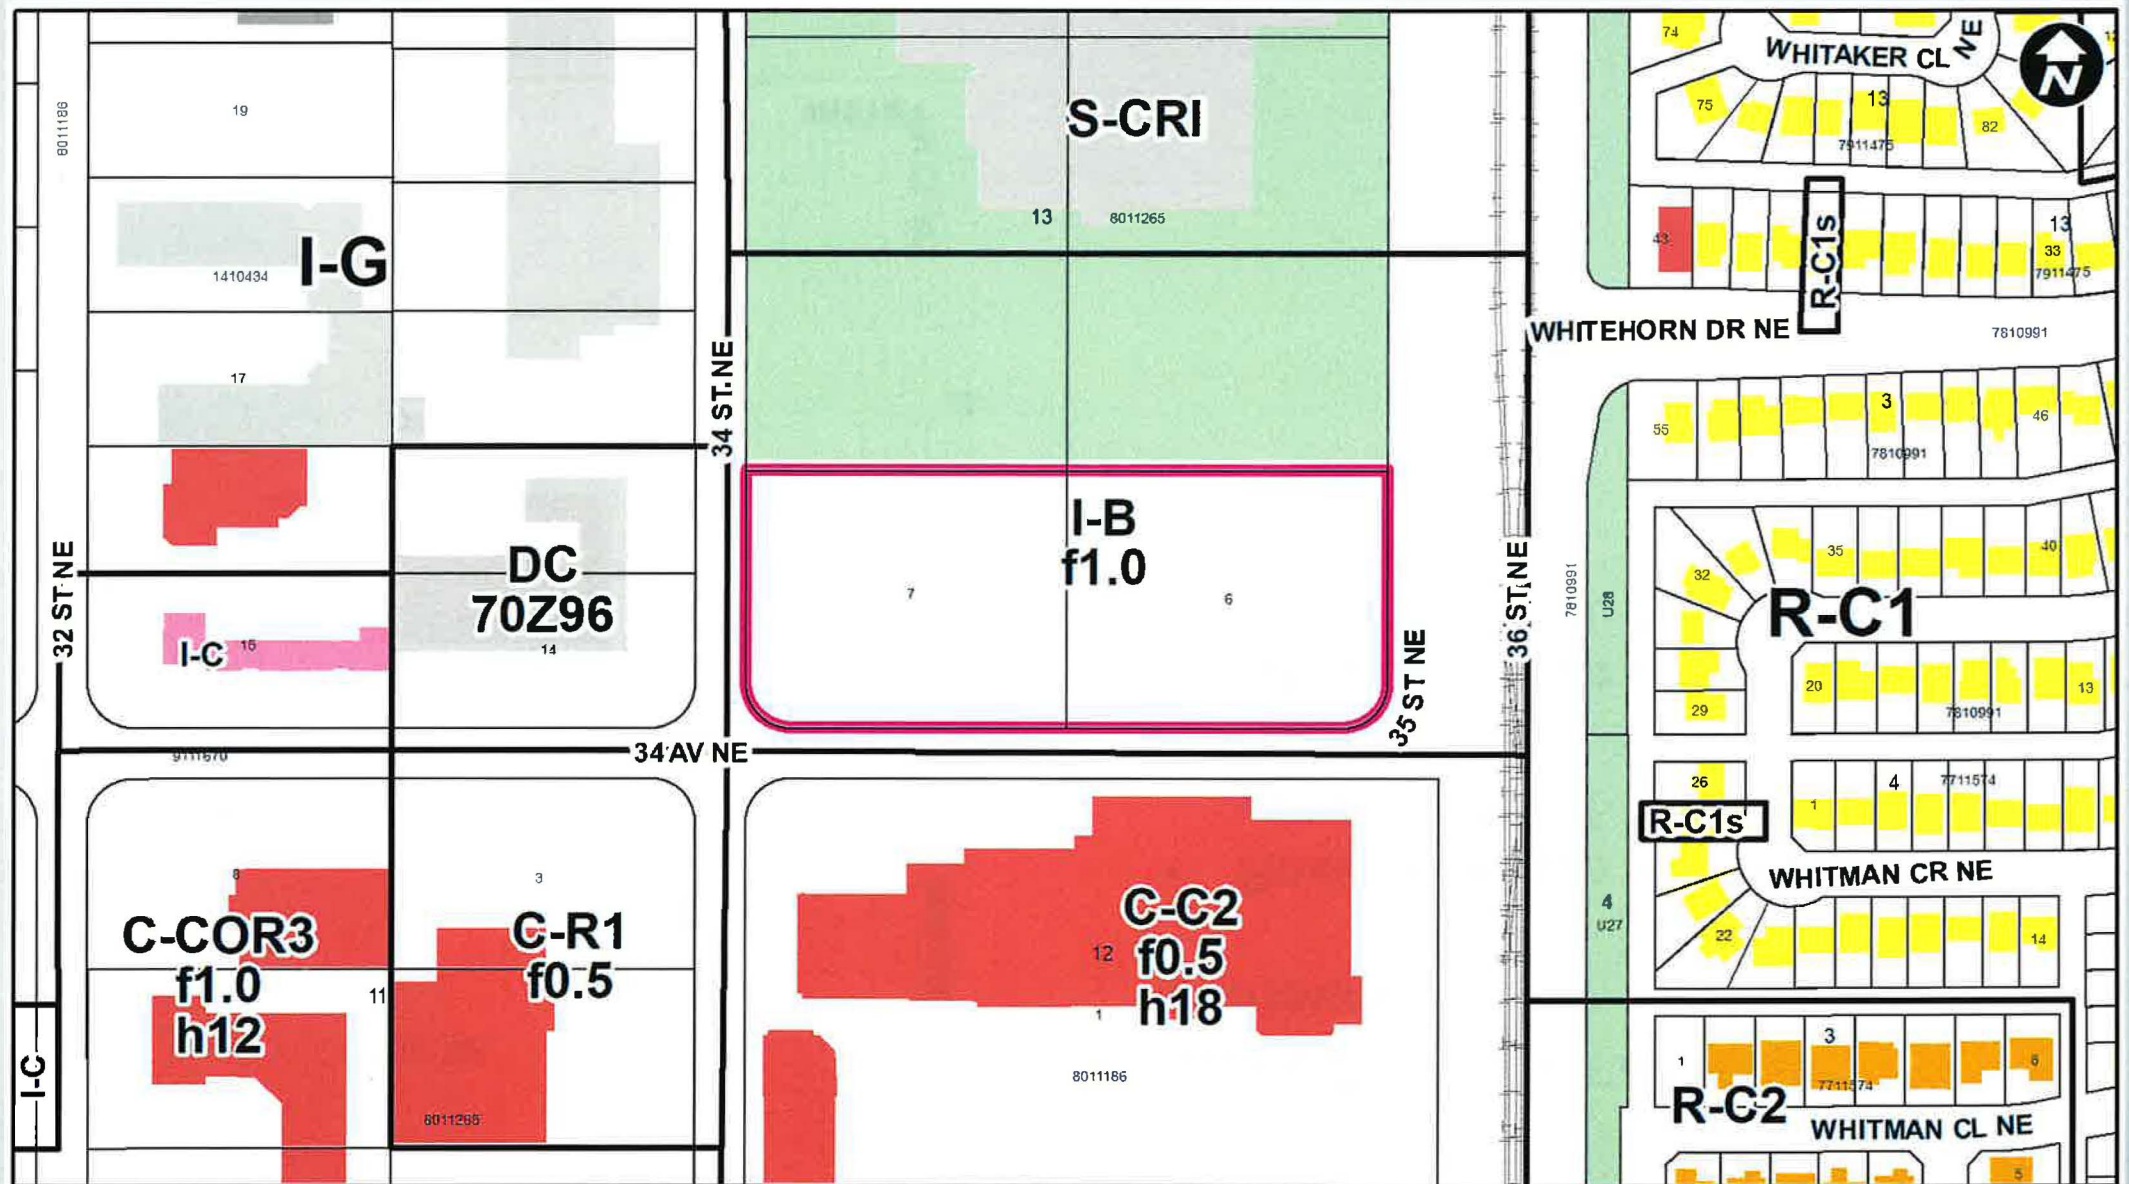 74
WHITAKER CL NE
N
75
13
82
7911475
8011186
19
S-CRI
13
8011265
43
R-C1s
13
33
7911475
I-G
1410434
WHITEHORN DR NE
7810991
17
34 ST NE
55
3
46
7810991
I-B
f1.0
7
6
32 ST NE
DC
70Z96
14
I-C
15
35 ST NE
36 ST NE
7810991
U28
32
35
40
R-C1
29
20
13
7810991
34 AV NE
9111670
26
R-C1s
1
4
7711574
WHITMAN CR NE
22
14
4
U27
8
3
C-COR3
f1.0
h12
11
C-R1
f0.5
8011265
12
C-C2
f0.5
h18
1
8011186
I-C
1
3
8
7711574
R-C2
WHITMAN CL NE
5